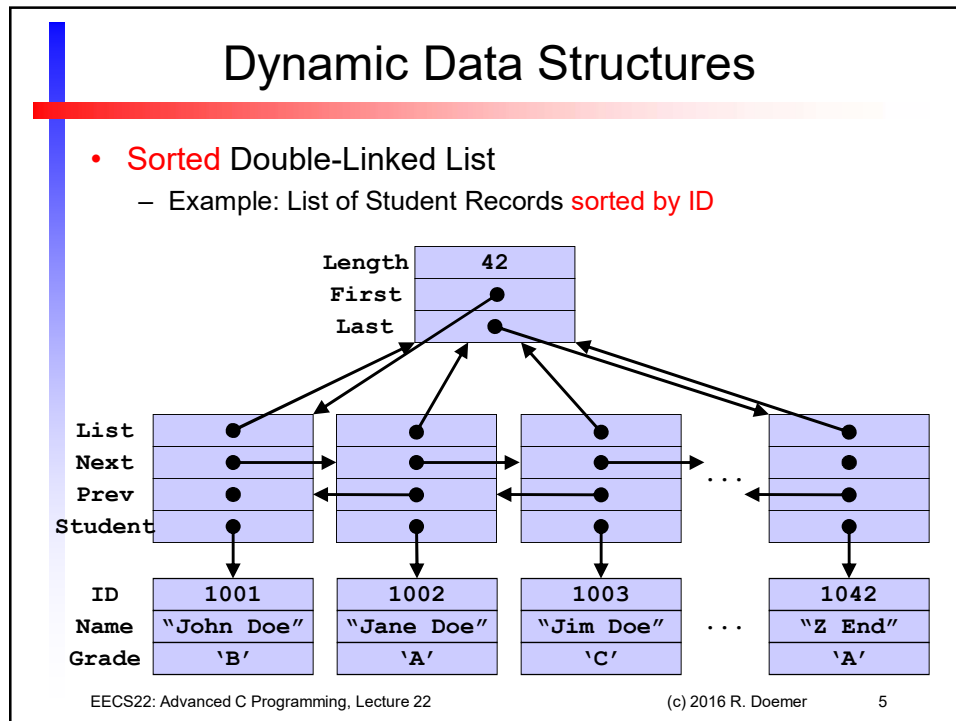 Dynamic Data Structures
• Sorted Double-Linked List
– Example: List of Student Records sorted by ID
Length 42
First
Last
List
Next
...
Prev
Student
ID 1001 1002 1003 1042
Name “John Doe” “Jane Doe” “Jim Doe” ... “Z End”
Grade ‘B’ ‘A’ ‘C’ ‘A’
EECS22: Advanced C Programming, Lecture 22 (c) 2016 R. Doemer 5